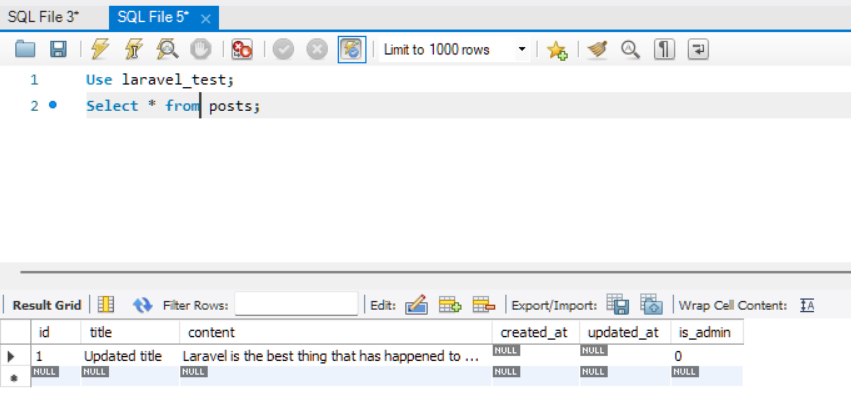 SQL File 3* SQL File 5*
Limit to 1000 rows
1 Use laravel_test;
2 Select * from posts;
Result Grid Filter Rows: Edit: Export/Import: Wrap Cell Content:
id title content created_at updated_at is_admin
1 Updated title Laravel is the best thing that has happened to ... NULL NULL 0
NULL NULL NULL NULL NULL NULL